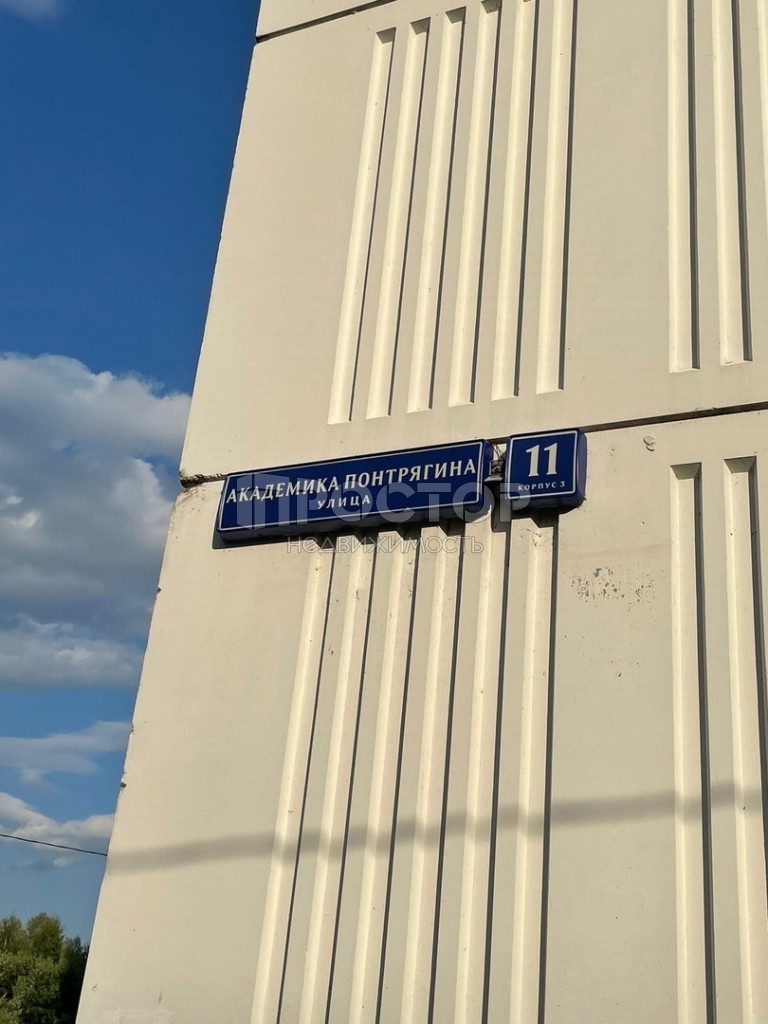 АКАДЕМИКА ПОНТРЯГИНА
УЛИЦА
11
КОРПУС 3
ПРОСТОР
НЕДВИЖИМОСТЬ